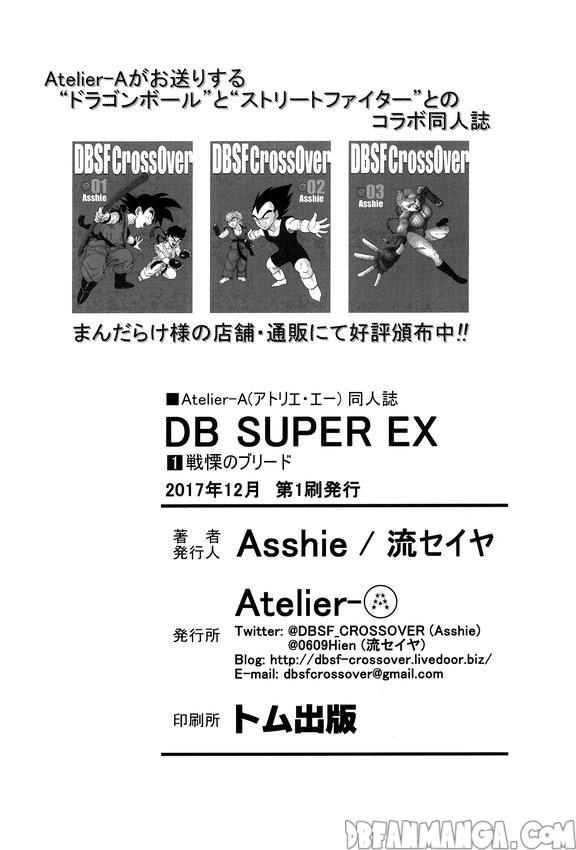 Atelier-Aがお送りする
“ドラゴンボール”と“ストリートファイター”との
コラボ同人誌
DBSF CrossOver
01
Asshie
DBSF CrossOver
02
Asshie
DBSF CrossOver
03
Asshie
まんだらけ様の店舗・通販にて好評頒布中!!
■Atelier-A(アトリエ・エー) 同人誌
DB SUPER EX
1戦慄のブリード
2017年12月 第1刷発行
著者
発行人 Asshie / 流セイヤ
Atelier-A
発行所 Twitter: @DBSF_CROSSOVER (Asshie)
@0609Hien (流セイヤ)
Blog: http://dbsf-crossover.livedoor.biz/
E-mail: dbsfcrossover@gmail.com
印刷所 トム出版
DBFANMANGA.COM